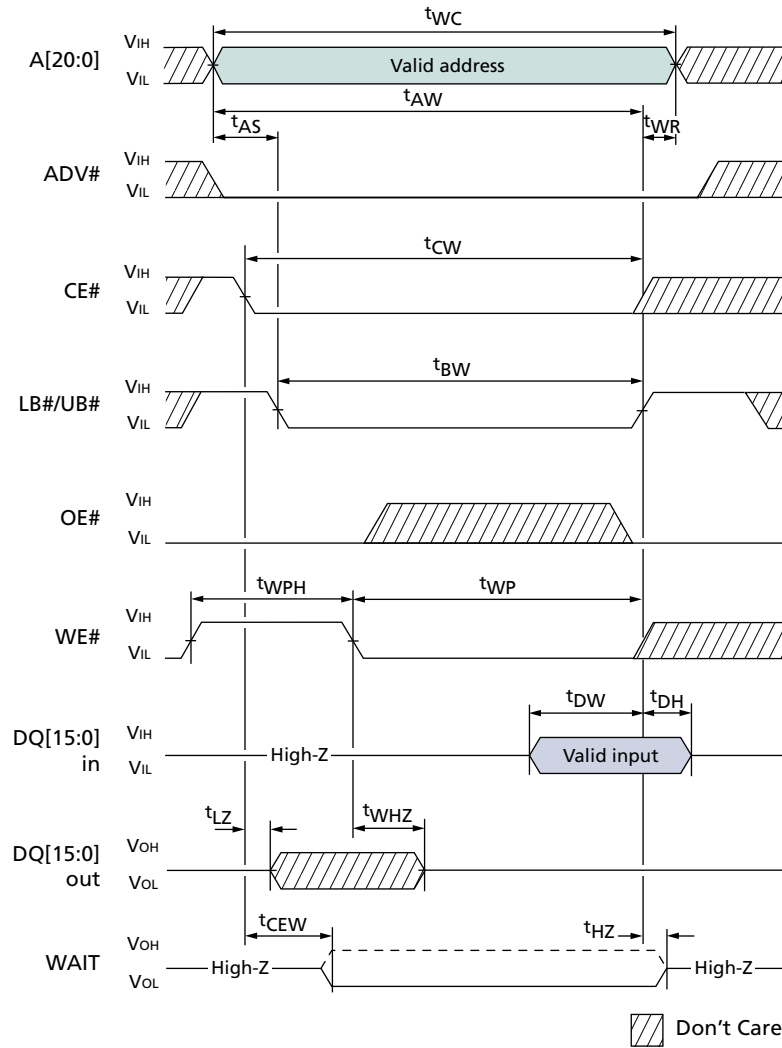 tWC
A[20:0] VIH VIL Valid address
tAW
tAS tWR
ADV# VIH VIL
tCW
CE# VIH VIL
tBW
LB#/UB# VIH VIL
OE# VIH VIL
tWPH tWP
WE# VIH VIL
tDW tDH
DQ[15:0] in VIH VIL High-Z Valid input
tLZ tWHZ
DQ[15:0] out VOH VOL
tCEW tHZ
WAIT VOH VOL High-Z High-Z
Don't Care